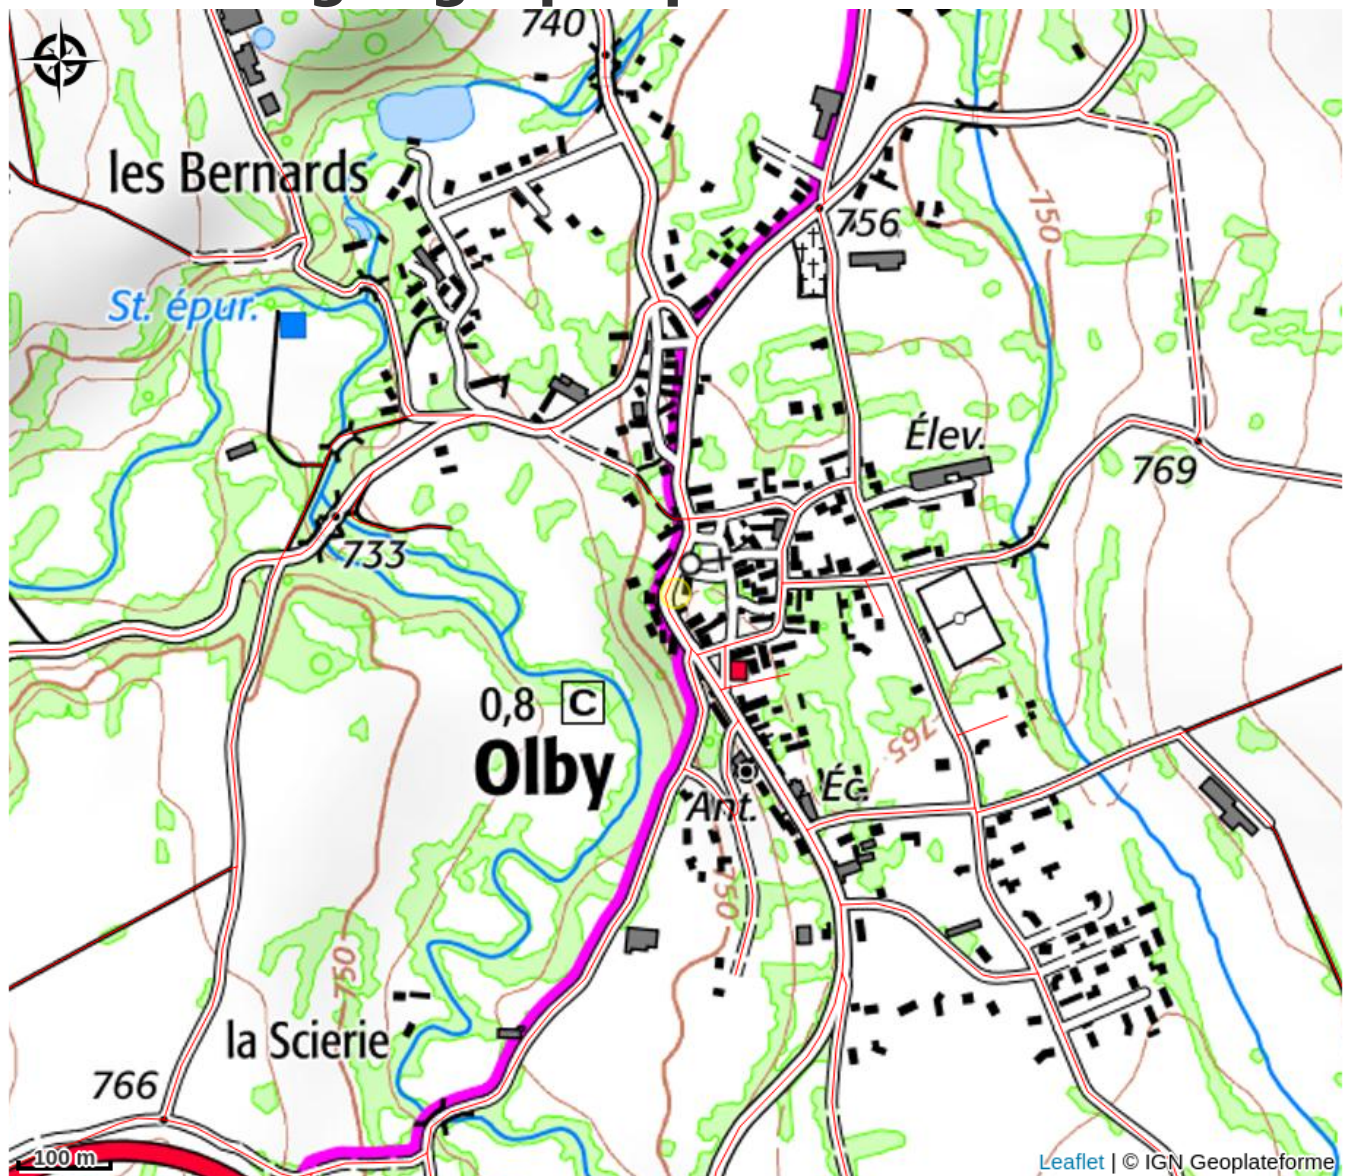 740
les Bernards
756
750
St. épur.
Élev.
769
733
0,8 C
Olby
765
Éc.
Ant.
750
750
la Scierie
766
100 m
Leaflet | © IGN Geoplateforme